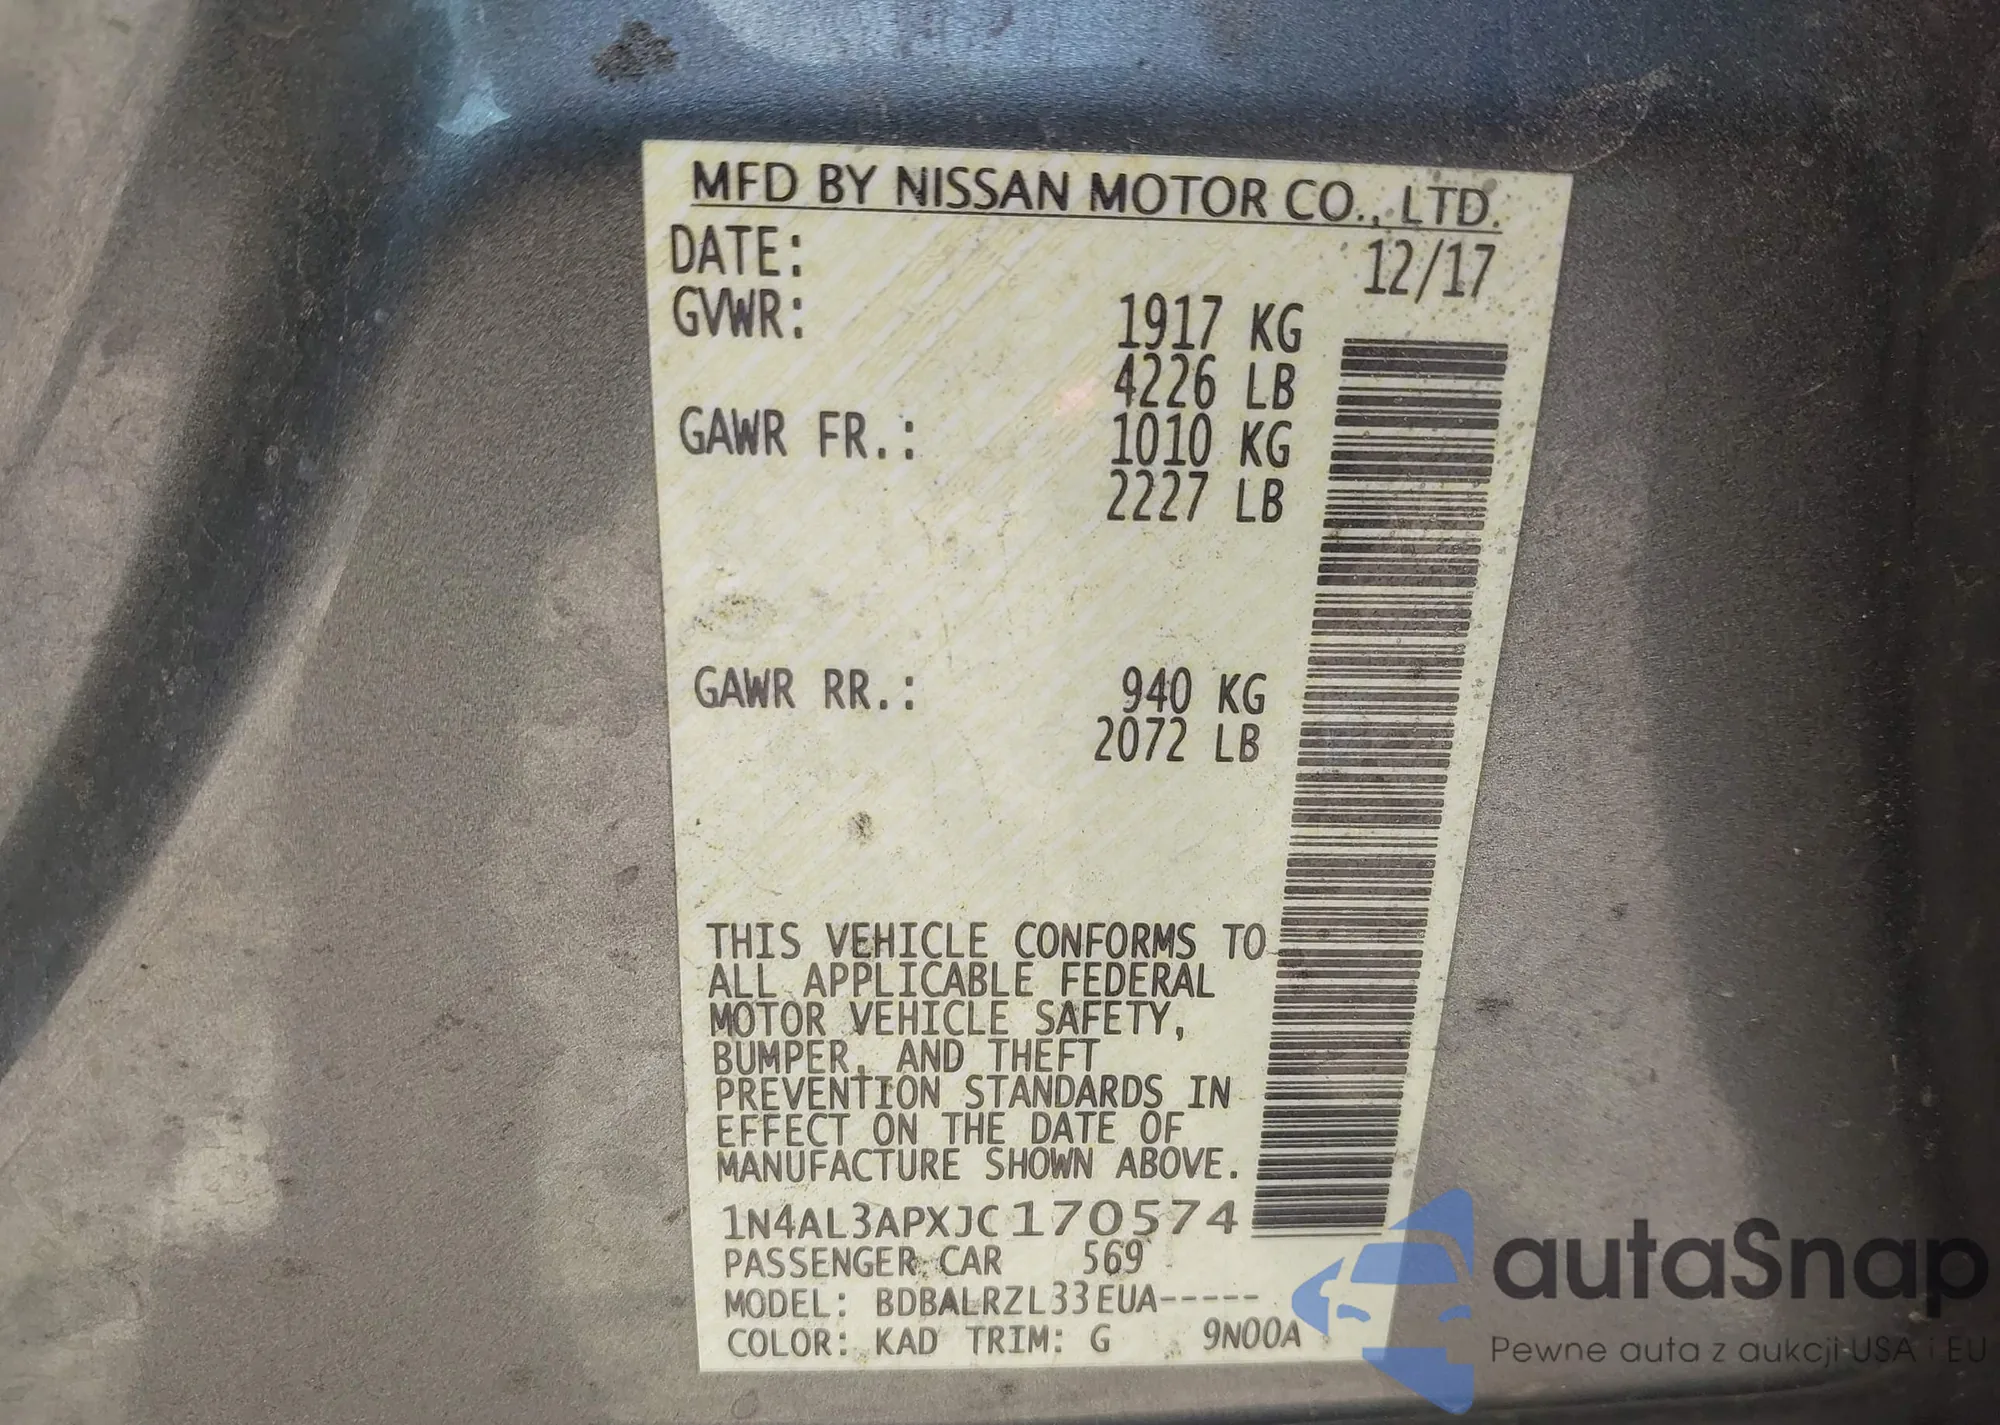 MFD BY NISSAN MOTOR CO., LTD.
DATE: 12/17
GVWR: 1917 KG
4226 LB
GAWR FR.: 1010 KG
2227 LB
GAWR RR.: 940 KG
2072 LB
THIS VEHICLE CONFORMS TO
ALL APPLICABLE FEDERAL
MOTOR VEHICLE SAFETY,
BUMPER, AND THEFT
PREVENTION STANDARDS IN
EFFECT ON THE DATE OF
MANUFACTURE SHOWN ABOVE.
1N4AL3APXJC170574
PASSENGER CAR 569
MODEL: BDBALRZL33EUA-----
COLOR: KAD TRIM: G 9N00A
autaSnap
Pewne auta z aukcji USA i EU